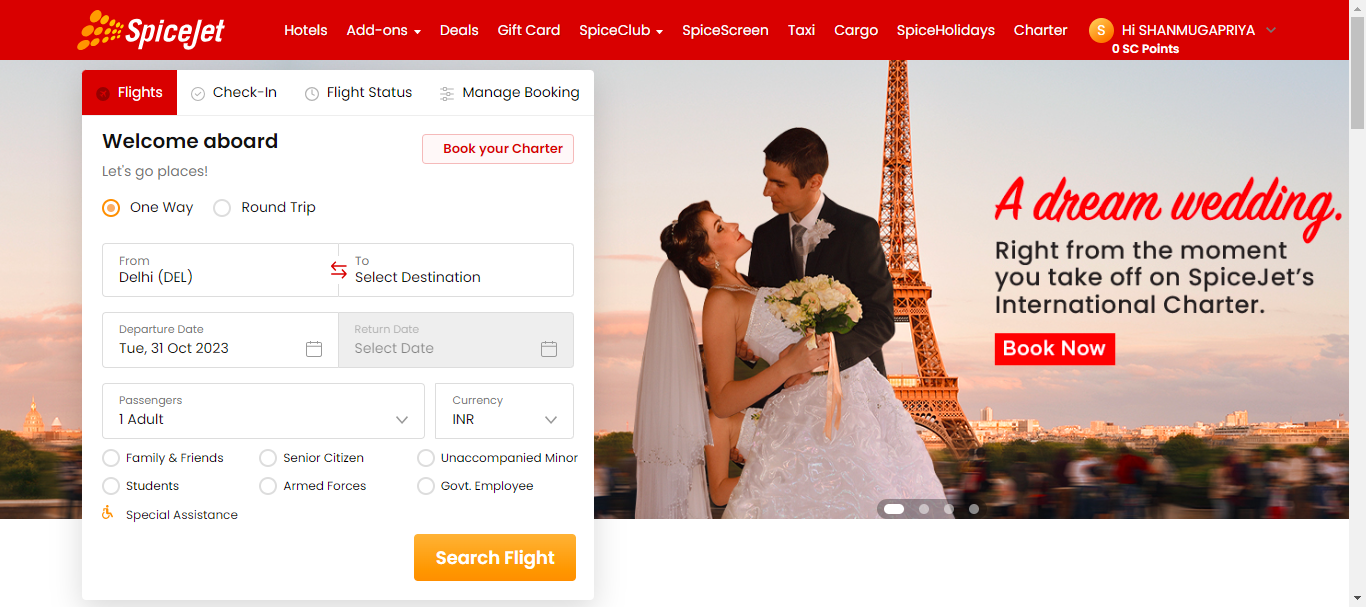 SpiceJet
Hotels Add-ons Deals Gift Card SpiceClub SpiceScreen Taxi Cargo SpiceHolidays Charter S Hi SHANMUGAPRIYA
0 SC Points
Flights Check-In Flight Status Manage Booking
Welcome aboard
Book your Charter
Let's go places!
One Way Round Trip
From To
Delhi (DEL) Select Destination
Departure Date Return Date
Tue, 31 Oct 2023 Select Date
Passengers Currency
1 Adult INR
Family & Friends Senior Citizen Unaccompanied Minor
Students Armed Forces Govt. Employee
Special Assistance
Search Flight
A dream wedding.
Right from the moment
you take off on SpiceJet's
International Charter.
Book Now